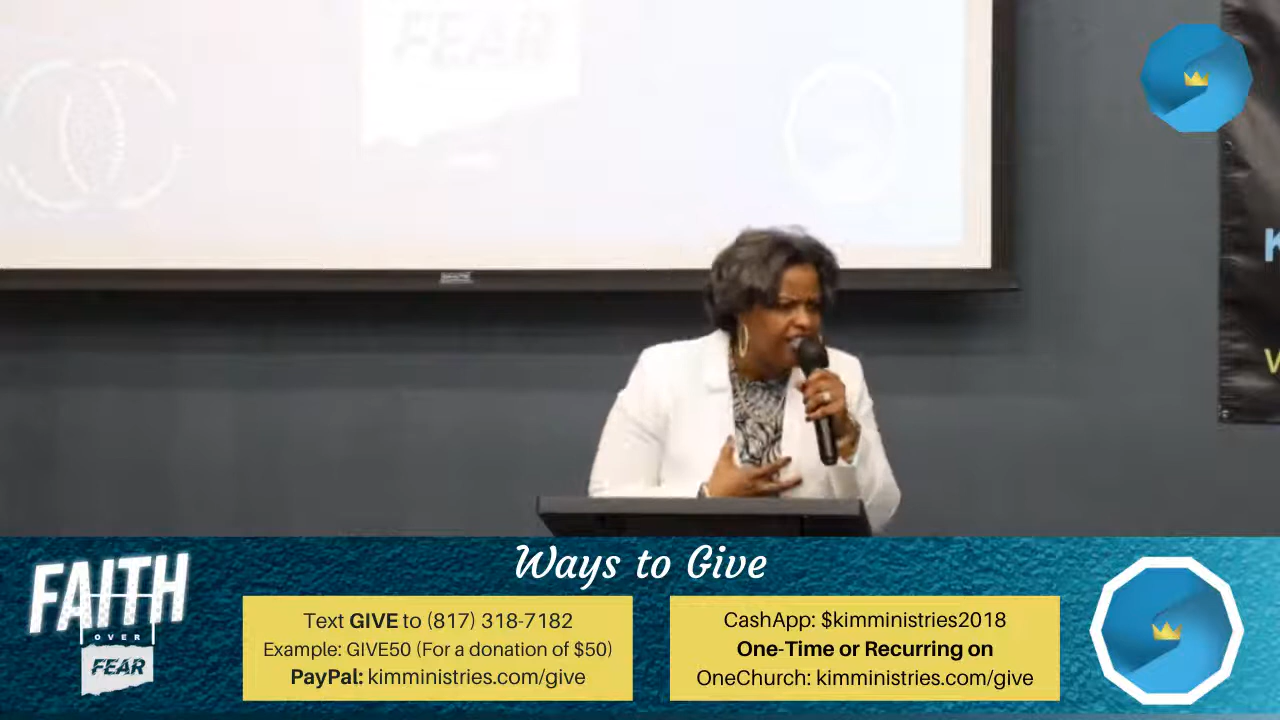 FEAR
K
V
Ways to Give
FAITH
OVER
FEAR
Text GIVE to (817) 318-7182
Example: GIVE50 (For a donation of $50)
PayPal: kimministries.com/give
CashApp: $kimministries2018
One-Time or Recurring on
OneChurch: kimministries.com/give